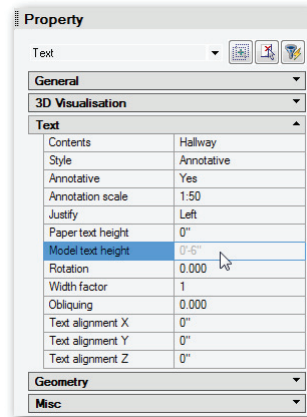 Property
Text
General
3D Visualisation
Text
Contents Hallway
Style Annotative
Annotative Yes
Annotation scale 1:50
Justify Left
Paper text height 0"
Model text height 0'-6"
Rotation 0.000
Width factor 1
Obliquing 0.000
Text alignment X 0"
Text alignment Y 0"
Text alignment Z 0"
Geometry
Misc